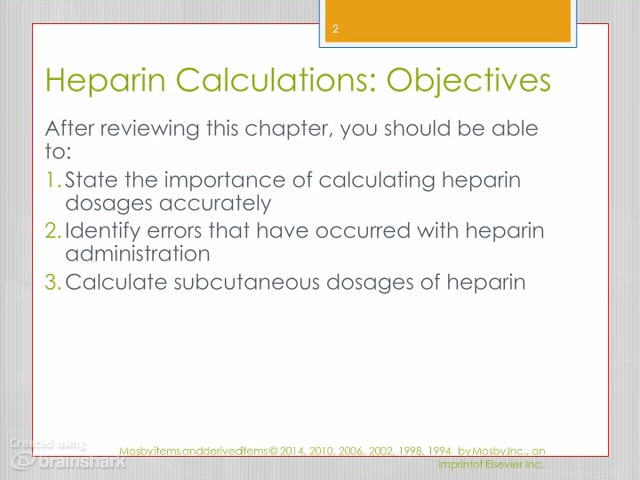 2
Heparin Calculations: Objectives
After reviewing this chapter, you should be able
to:
1. State the importance of calculating heparin
dosages accurately
2. Identify errors that have occurred with heparin
administration
3. Calculate subcutaneous dosages of heparin
Created using
brainshark
Mosby items and derived items © 2014, 2010, 2006, 2002, 1998, 1994 by Mosby, Inc., an
imprint of Elsevier Inc.